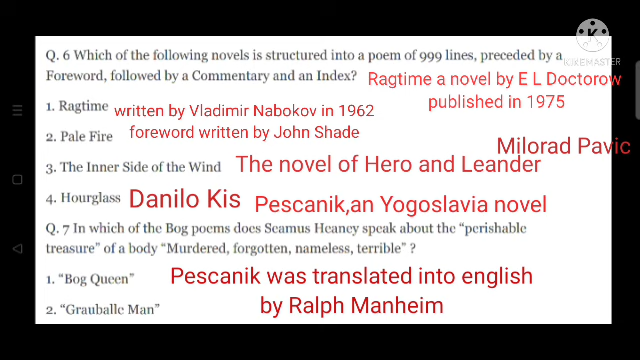 Q. 6 Which of the following novels is structured into a poem of 999 lines, preceded by a
Foreword, followed by a Commentary and an Index?
Ragtime a novel by E L Doctorow
published in 1975
K
KINEMASTER
1. Ragtime
written by Vladimir Nabokov in 1962
foreword written by John Shade
2. Pale Fire
Milorad Pavic
3. The Inner Side of the Wind
The novel of Hero and Leander
4. Hourglass
Danilo Kis
Pescanik,an Yogoslavia novel
Q. 7 In which of the Bog poems does Seamus Heaney speak about the "perishable
treasure" of a body "Murdered, forgotten, nameless, terrible" ?
1. "Bog Queen"
Pescanik was translated into english
by Ralph Manheim
2. "Grauballe Man"